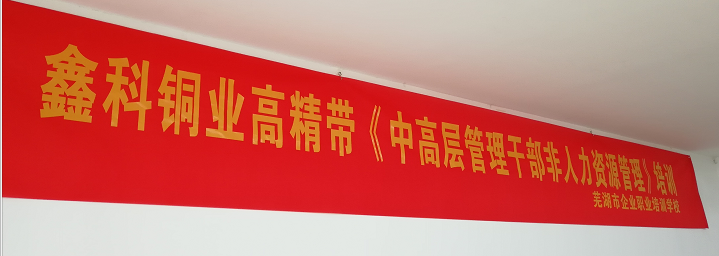 鑫科铜业高精带《中高层管理干部非人力资源管理》培训
芜湖市企业职业培训学校